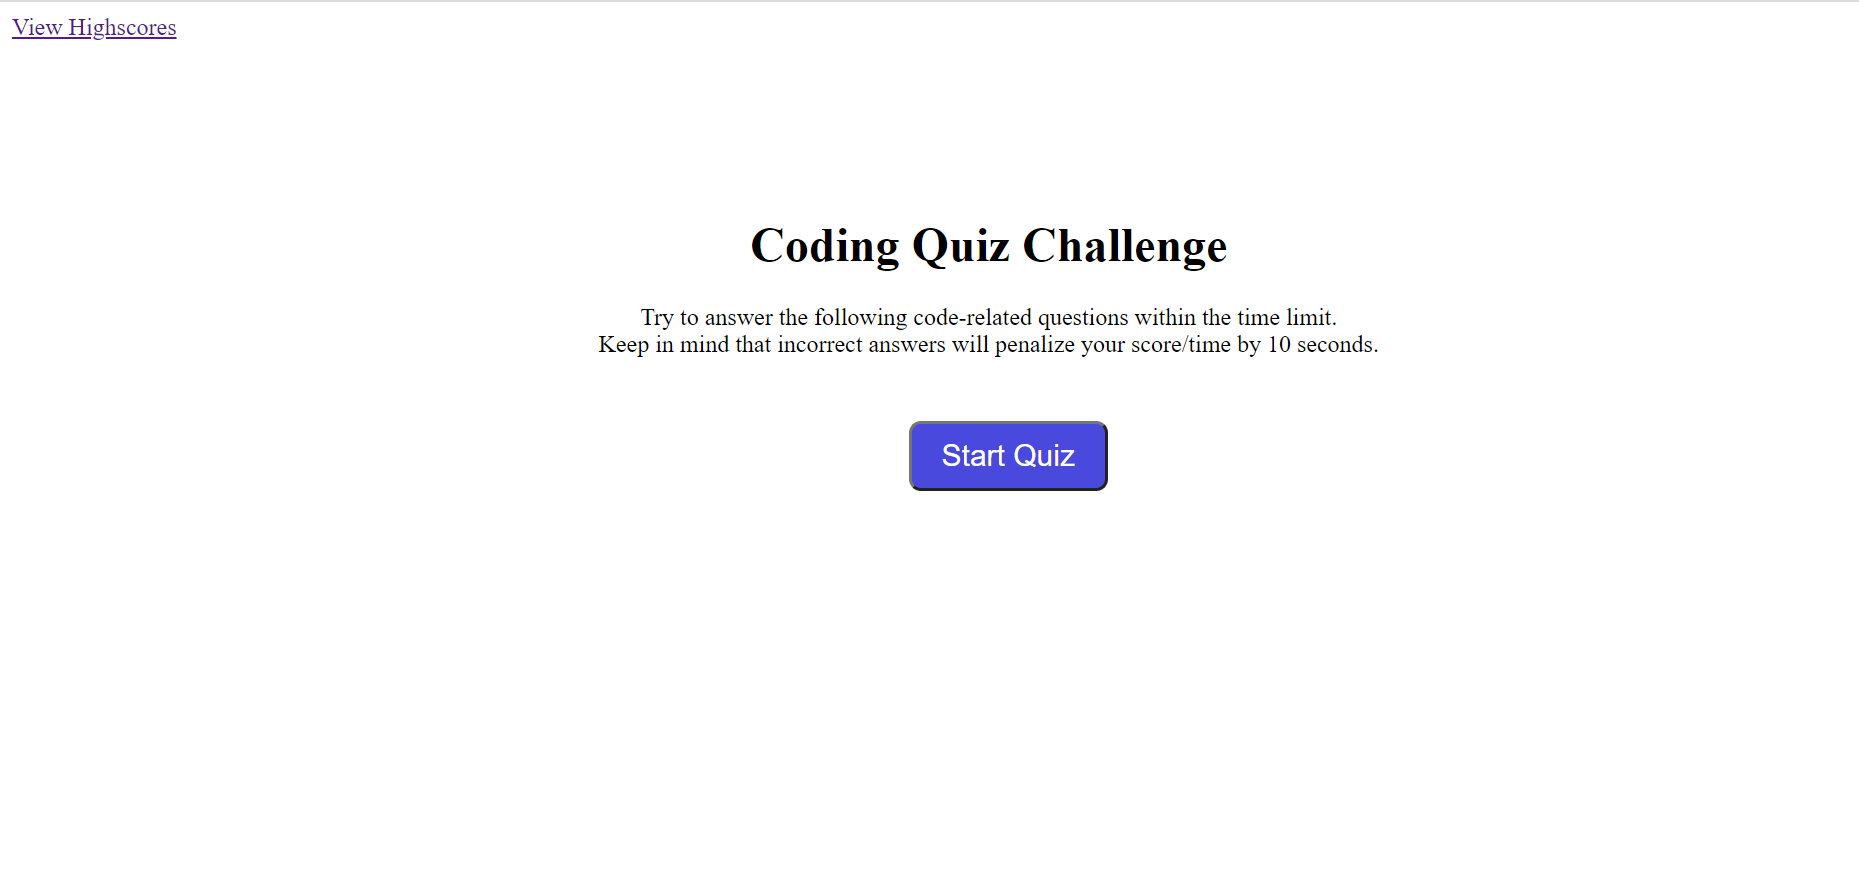 View Highscores
Coding Quiz Challenge
Try to answer the following code-related questions within the time limit.
Keep in mind that incorrect answers will penalize your score/time by 10 seconds.
Start Quiz